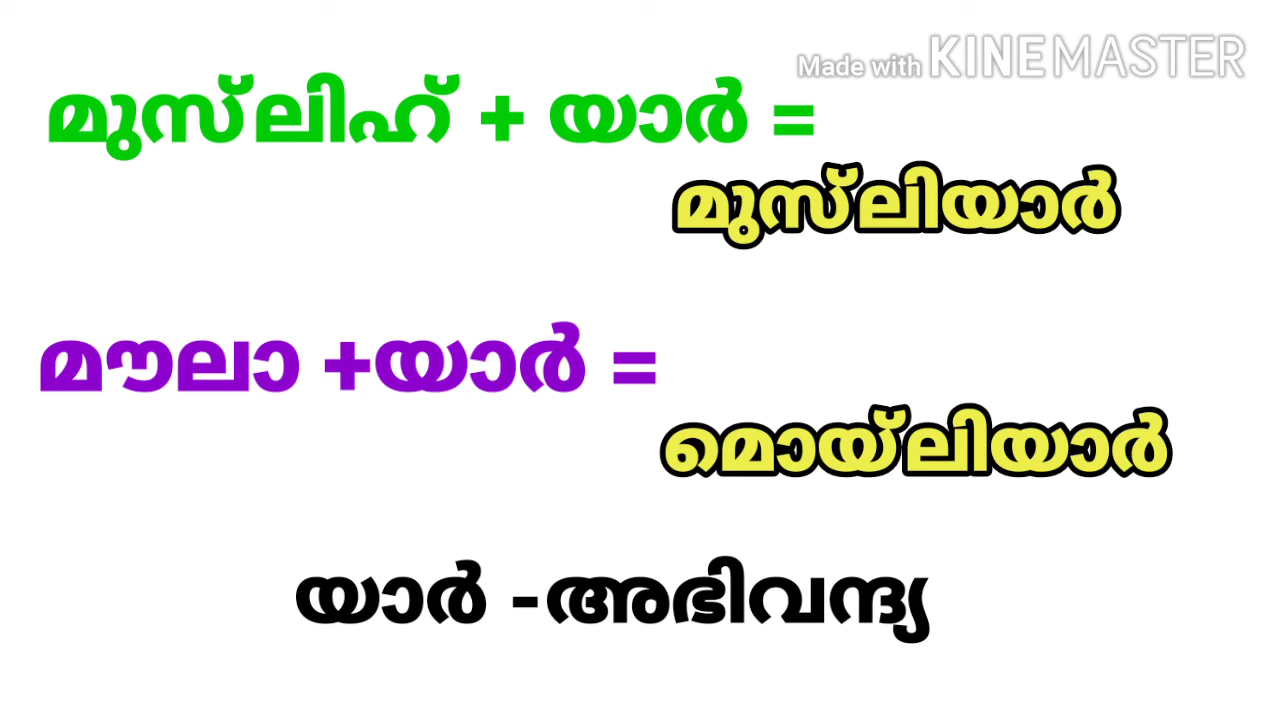 Made with KINEMASTER
മുസ്‌ലിഹ് + യാർ =
മുസ്‌ലിയാർ
മൗലാ +യാർ =
മൊയ്‌ലിയാർ
യാർ -അഭിവന്ദ്യ